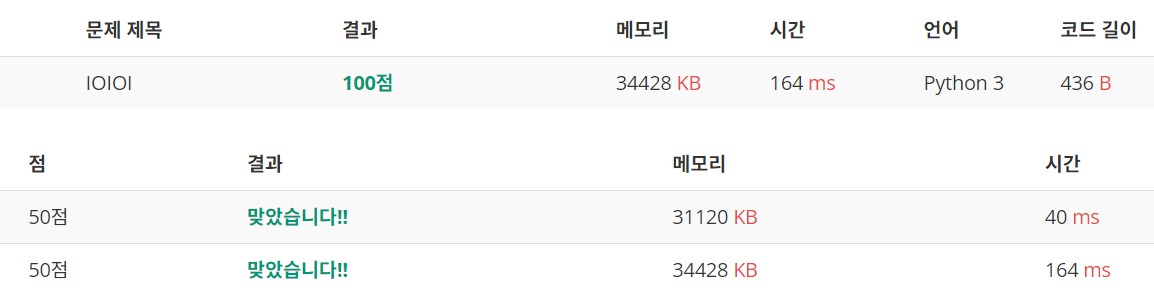 문제 제목 결과 메모리 시간 언어 코드 길이
IOIOI 100점 34428 KB 164 ms Python 3 436 B
점 결과 메모리 시간
50점 맞았습니다!! 31120 KB 40 ms
50점 맞았습니다!! 34428 KB 164 ms